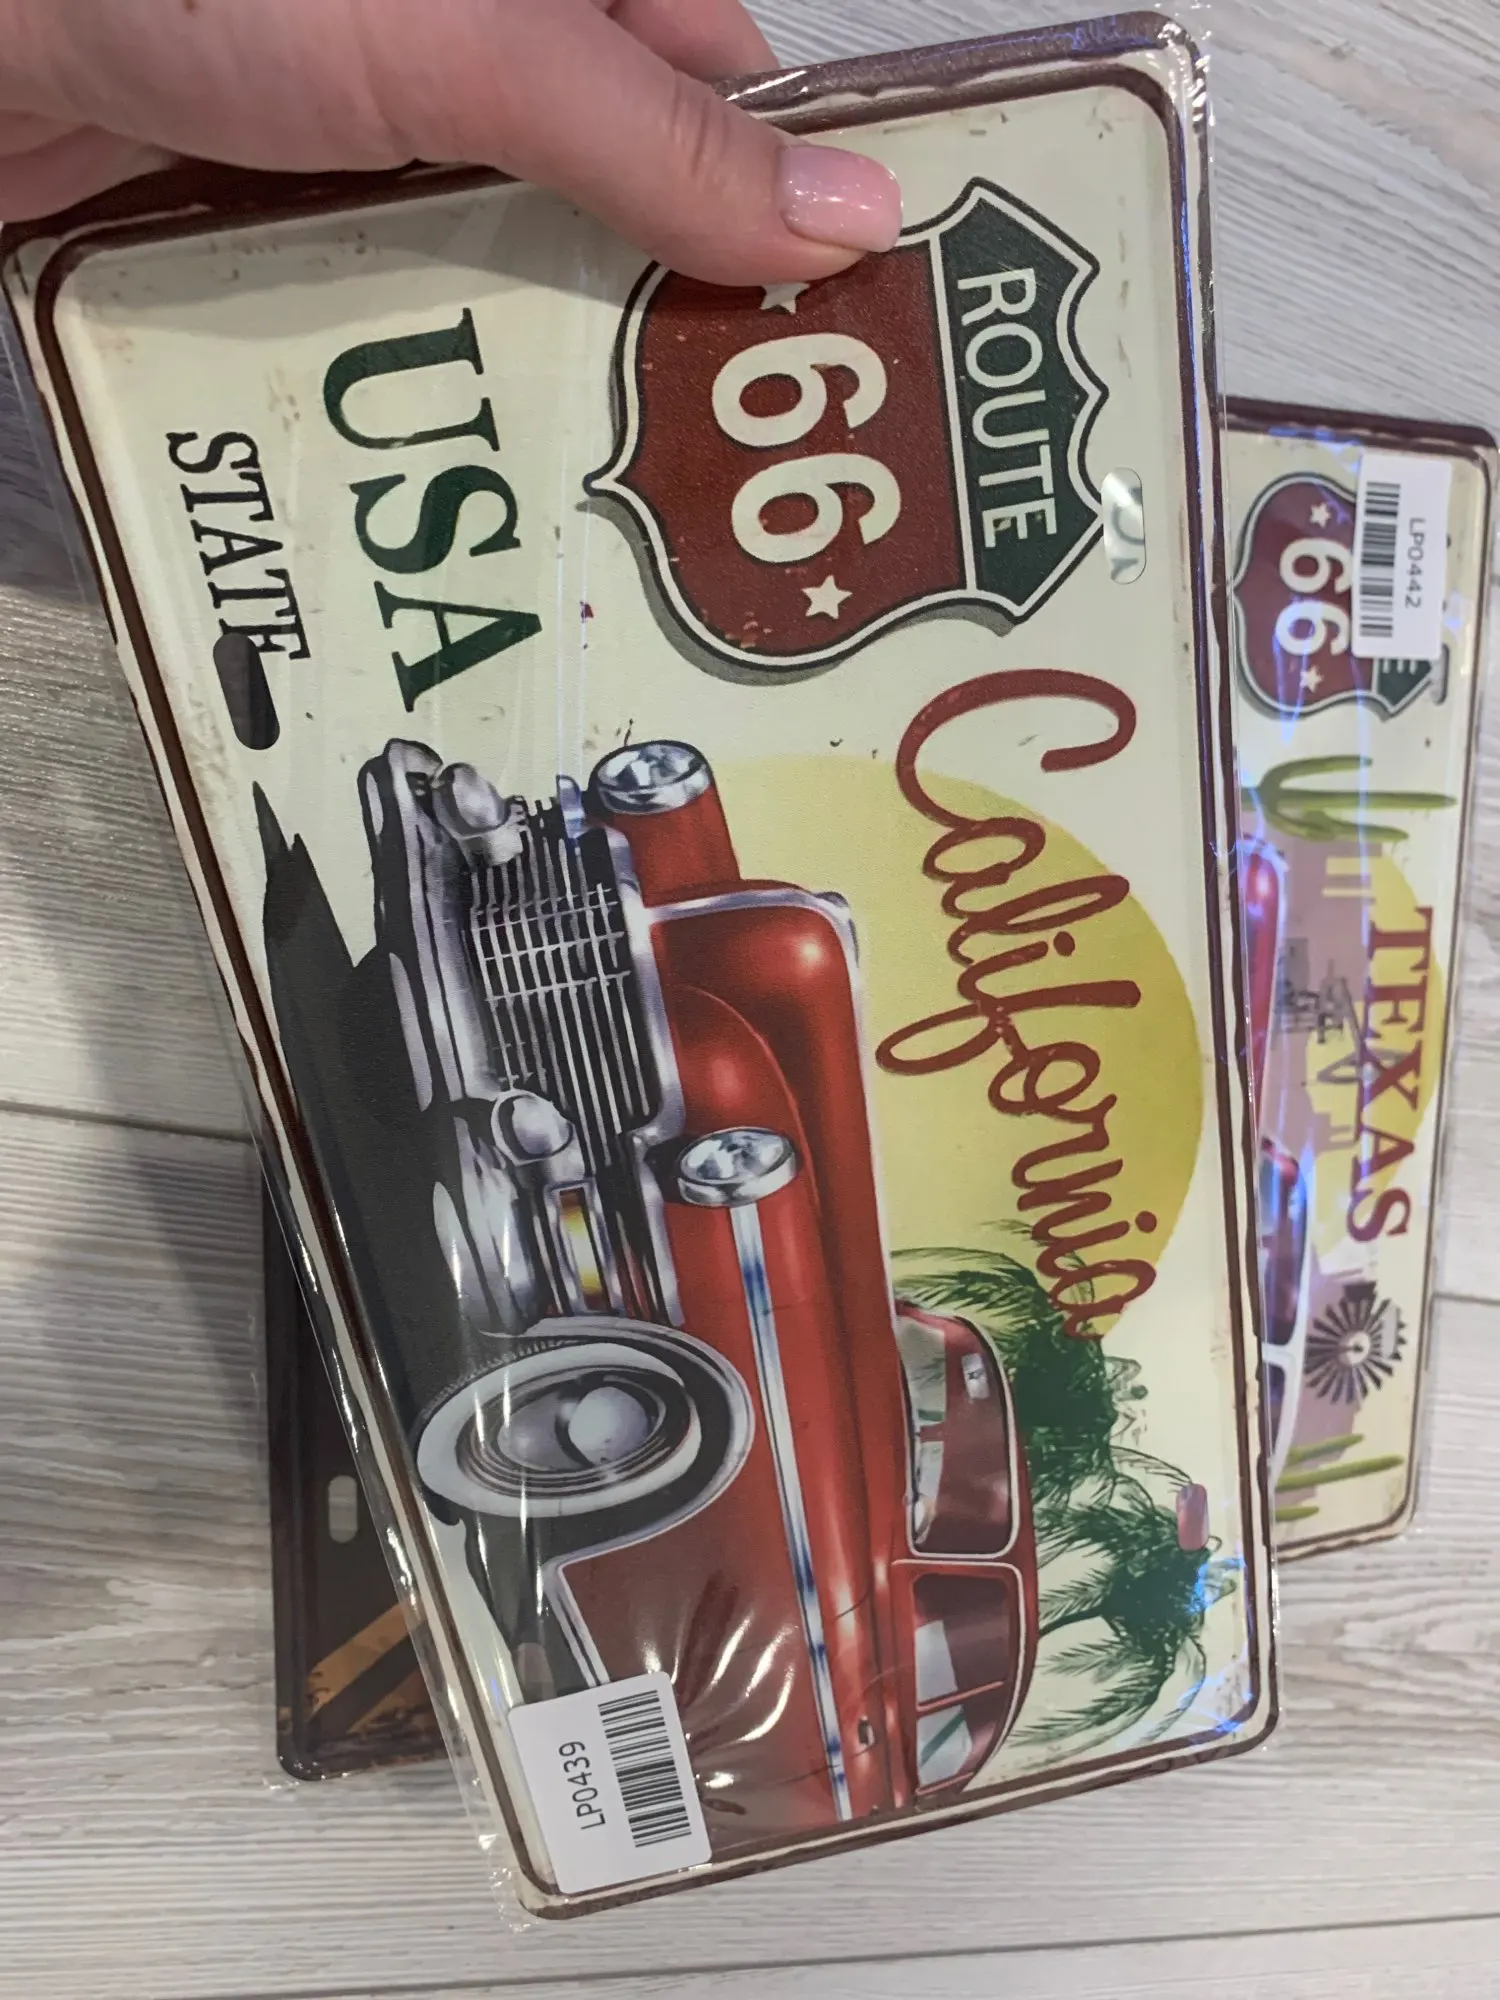 ROUTE
66
California
USA
STATE
LP0439
LP0442
66
E
TEXAS